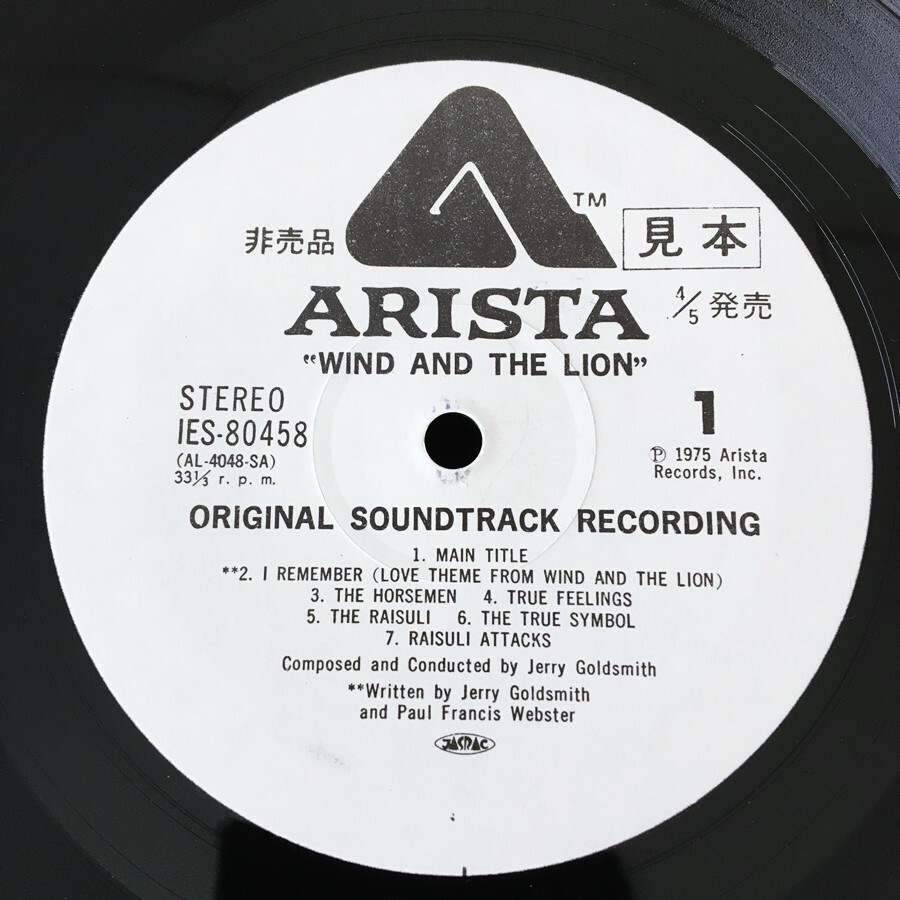 TM
非売品
見本
ARISTA
4/5 発売
"WIND AND THE LION"
STEREO
IES-80458
(AL-4048-SA)
33⅓ r. p. m.
1
Ⓟ 1975 Arista
Records, Inc.
ORIGINAL SOUNDTRACK RECORDING
1. MAIN TITLE
**2. I REMEMBER (LOVE THEME FROM WIND AND THE LION)
3. THE HORSEMEN 4. TRUE FEELINGS
5. THE RAISULI 6. THE TRUE SYMBOL
7. RAISULI ATTACKS
Composed and Conducted by Jerry Goldsmith
**Written by Jerry Goldsmith
and Paul Francis Webster
JASRAC